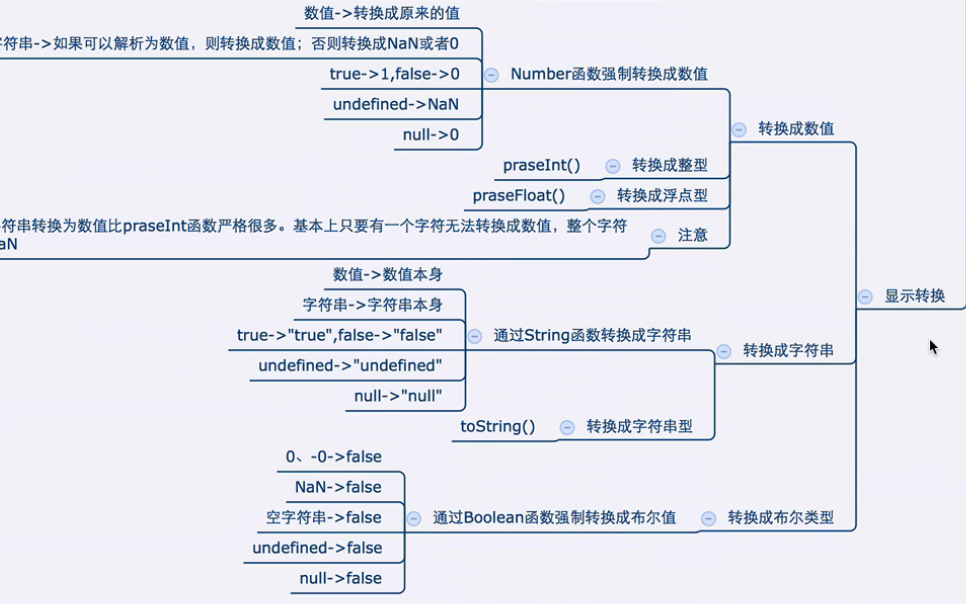 数值->转换成原来的值
字符串->如果可以解析为数值，则转换成数值；否则转换成NaN或者0
true->1,false->0
Number函数强制转换成数值
undefined->NaN
null->0
转换成数值
praseInt()
转换成整型
praseFloat()
转换成浮点型
符串转换为数值比praseInt函数严格很多。基本上只要有一个字符无法转换成数值，整个字符
aN
注意
数值->数值本身
字符串->字符串本身
显示转换
true->"true",false->"false"
通过String函数转换成字符串
转换成字符串
undefined->"undefined"
null->"null"
toString()
转换成字符串型
0、-0->false
NaN->false
空字符串->false
通过Boolean函数强制转换成布尔值
转换成布尔类型
undefined->false
null->false